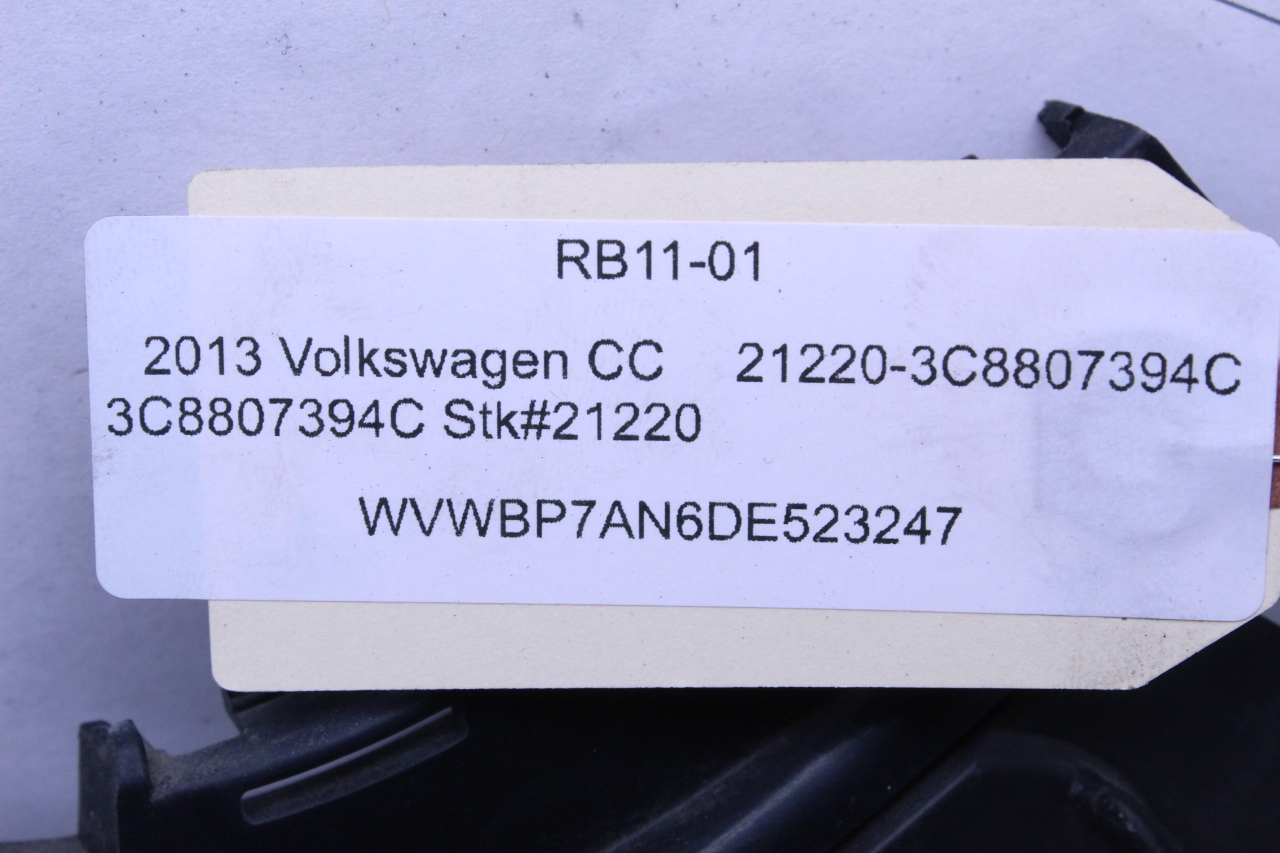 RB11-01
2013 Volkswagen CC 21220-3C8807394C
3C8807394C Stk#21220
WVWBP7AN6DE523247